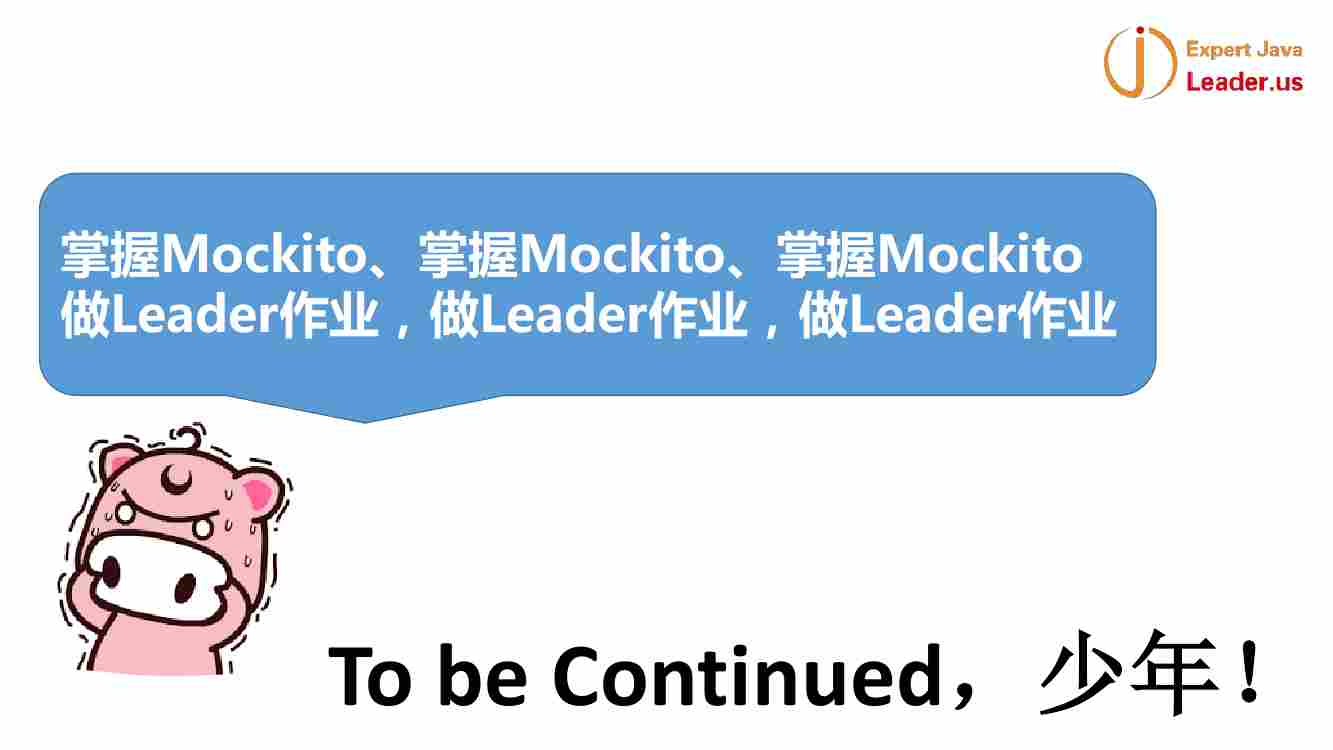 Expert Java
Leader.us
掌握Mockito、掌握Mockito、掌握Mockito
做Leader作业，做Leader作业，做Leader作业
To be Continued，少年！